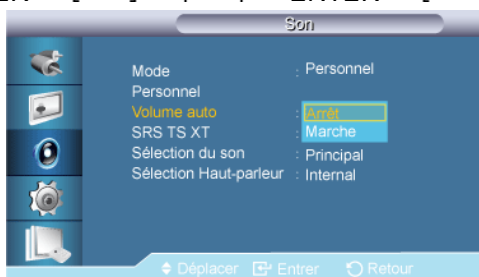 Son
Mode : Personnel
Personnel
Volume auto : Arrêt
SRS TS XT : Marche
Sélection du son : Principal
Sélection Haut-parleur : Internal
Déplacer Entrer Retour